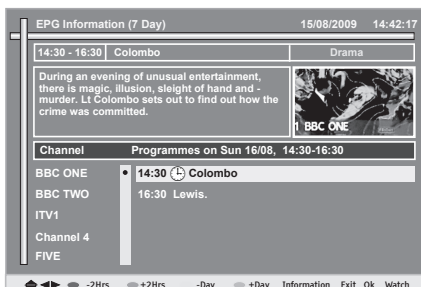 EPG Information (7 Day) 15/08/2009 14:42:17
14:30 - 16:30 Colombo Drama
During an evening of unusual entertainment,
there is magic, illusion, sleight of hand and -
murder. Lt Colombo sets out to find out how the
crime was committed.
1 BBC ONE
Channel Programmes on Sun 16/08, 14:30-16:30
BBC ONE 14:30 Colombo
BBC TWO 16:30 Lewis.
ITV1
Channel 4
FIVE
-2Hrs +2Hrs -Day +Day Information Exit Ok Watch